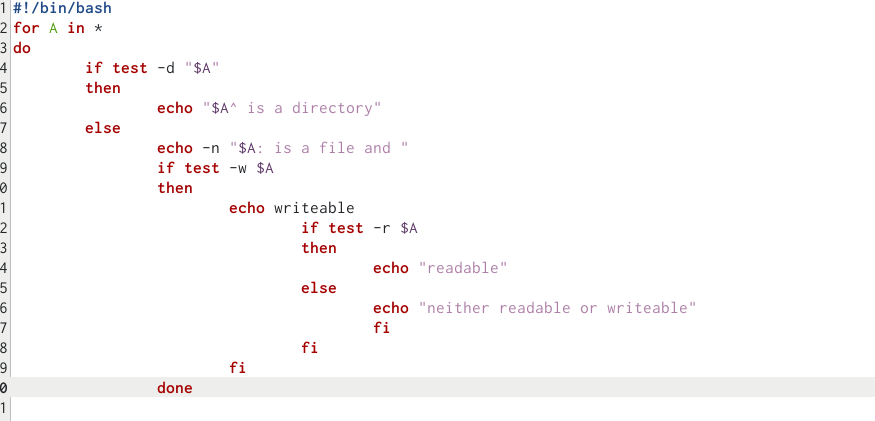 1 #!/bin/bash
2 for A in *
3 do
4 if test -d "$A"
5 then
6 echo "$A^ is a directory"
7 else
8 echo -n "$A: is a file and "
9 if test -w $A
0 then
1 echo writeable
2 if test -r $A
3 then
4 echo "readable"
5 else
6 echo "neither readable or writeable"
7 fi
8 fi
9 fi
0 done
1